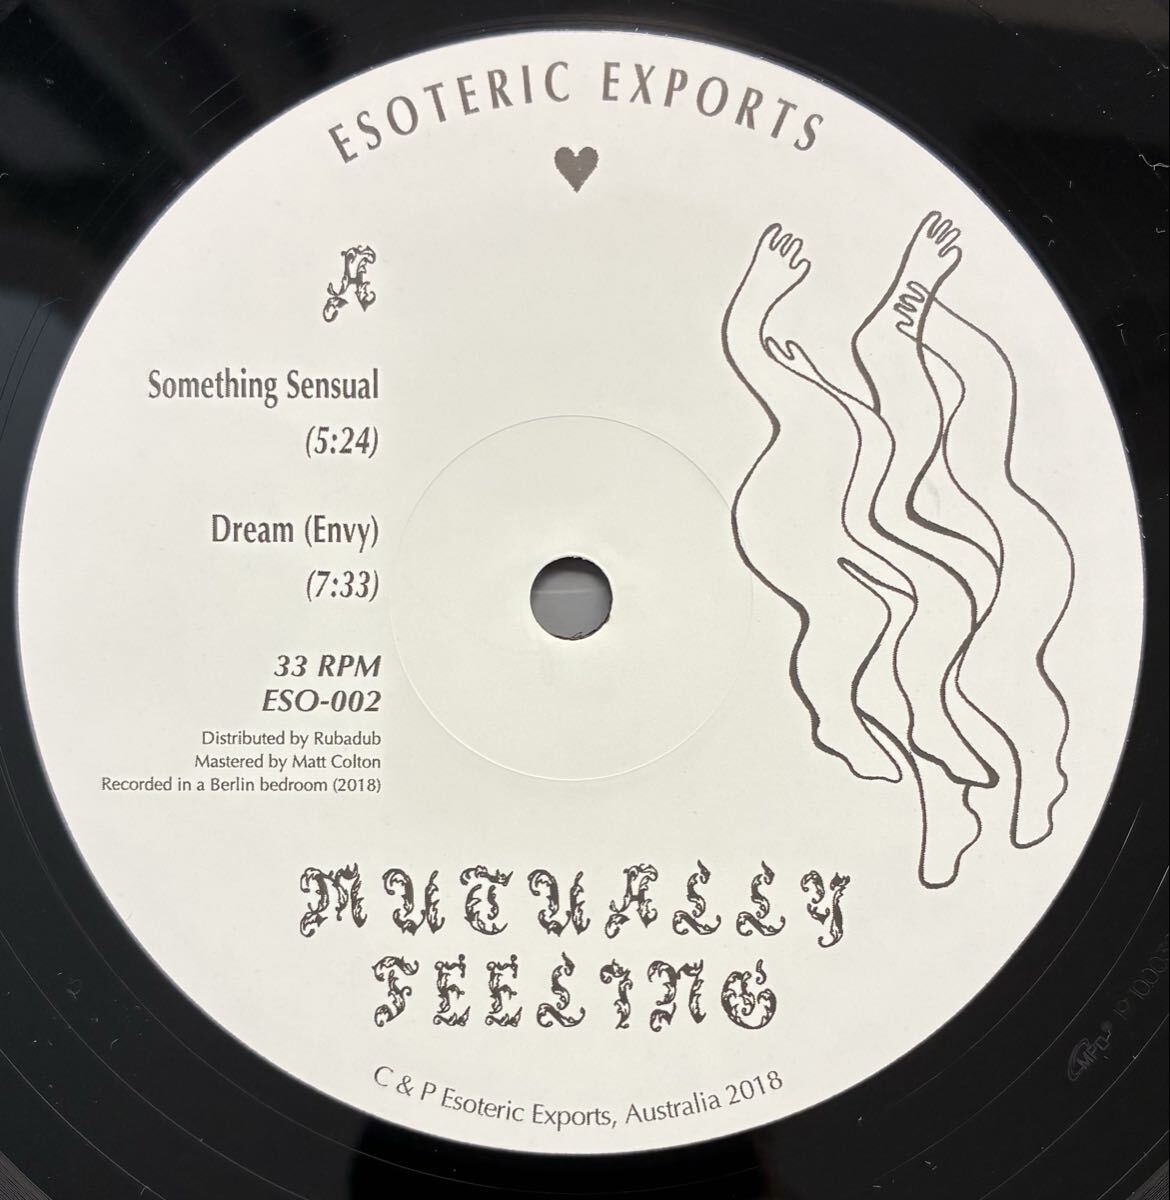 ESOTERIC EXPORTS
A
Something Sensual
(5:24)
Dream (Envy)
(7:33)
33 RPM
ESO-002
Distributed by Rubadub
Mastered by Matt Colton
Recorded in a Berlin bedroom (2018)
MUTUALLY
FEELING
C & P Esoteric Exports, Australia 2018
MPO